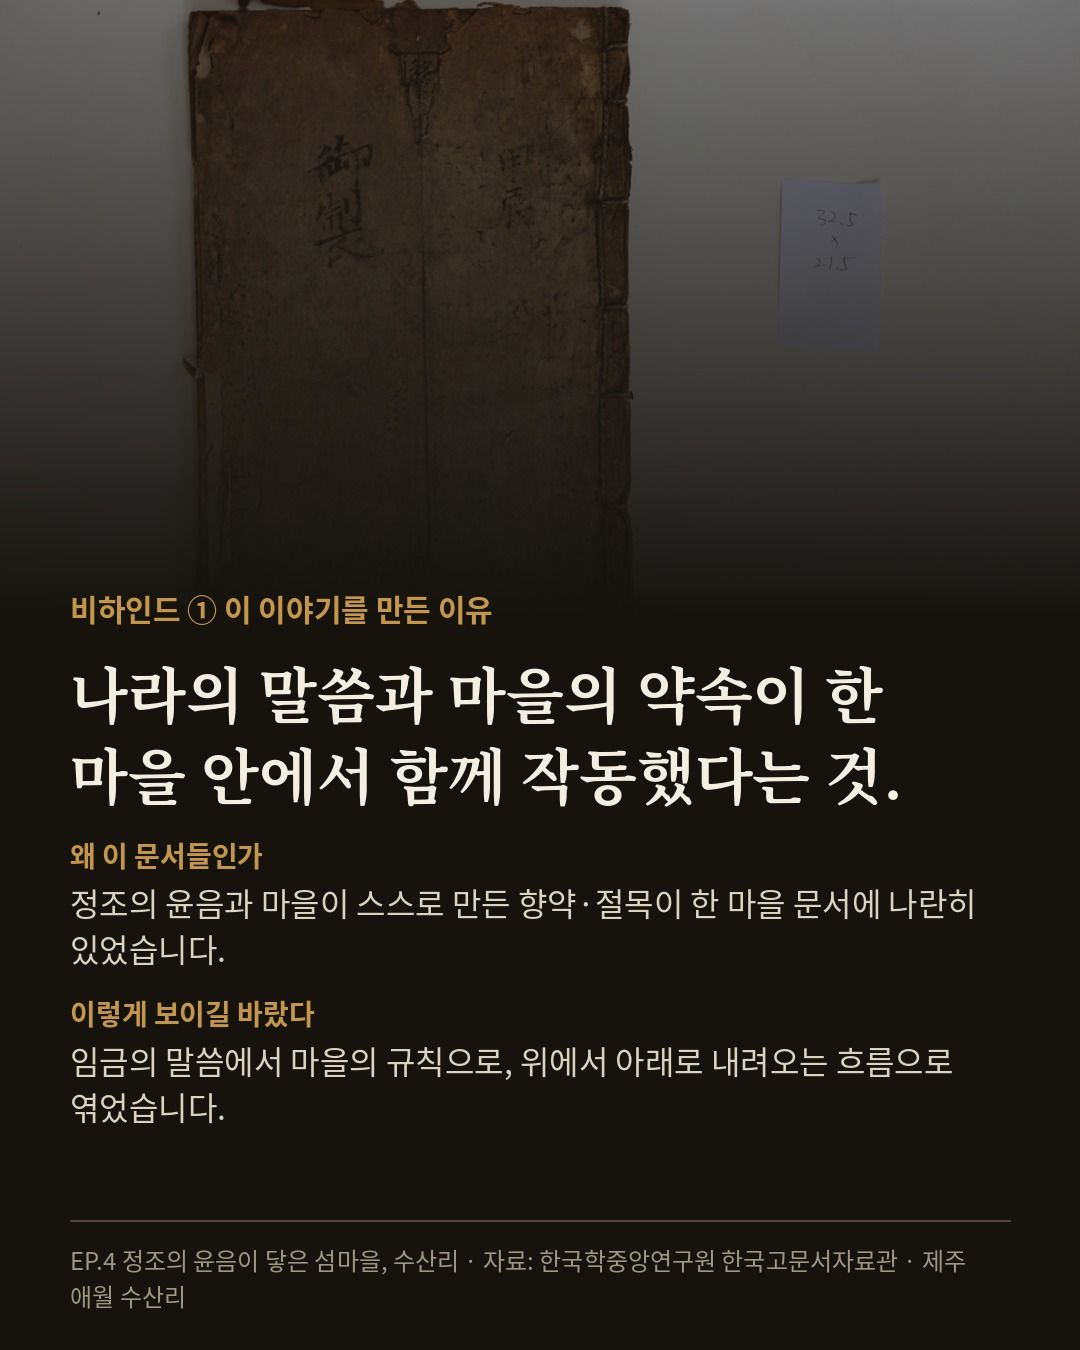 御製
甲辰
32.5
×
21.5
비하인드 ① 이 이야기를 만든 이유
나라의 말씀과 마을의 약속이 한
마을 안에서 함께 작동했다는 것.
왜 이 문서들인가
정조의 윤음과 마을이 스스로 만든 향약·절목이 한 마을 문서에 나란히
있었습니다.
이렇게 보이길 바랐다
임금의 말씀에서 마을의 규칙으로, 위에서 아래로 내려오는 흐름으로
엮었습니다.
EP.4 정조의 윤음이 닿은 섬마을, 수산리 · 자료: 한국학중앙연구원 한국고문서자료관 · 제주
애월 수산리